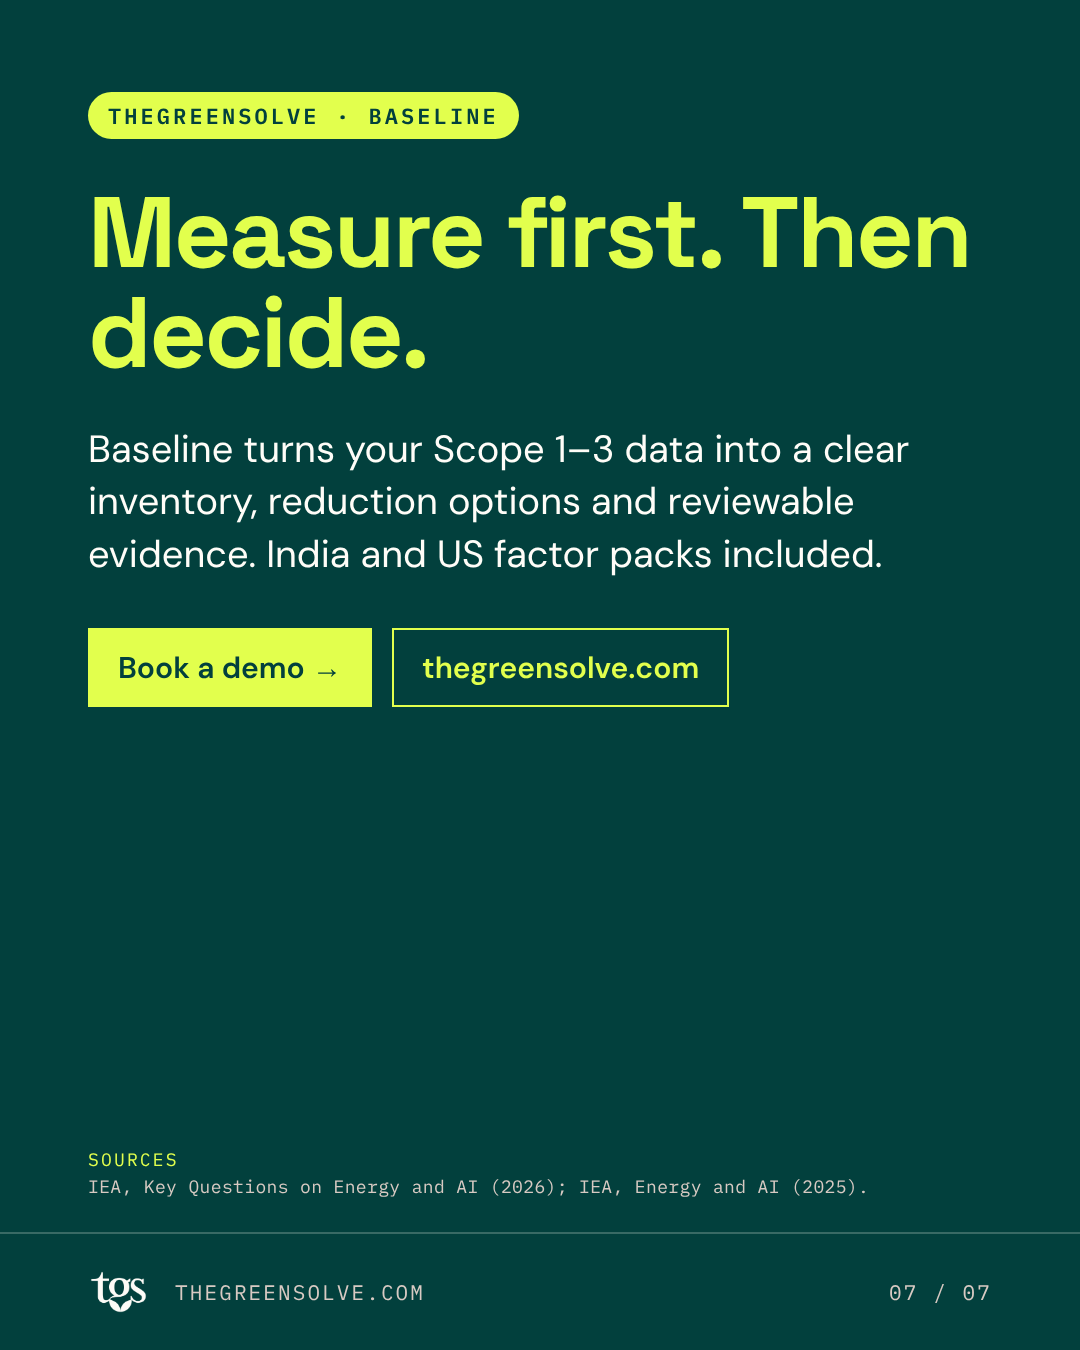 THEGREENSOLVE · BASELINE
Measure first. Then
decide.
Baseline turns your Scope 1–3 data into a clear
inventory, reduction options and reviewable
evidence. India and US factor packs included.
Book a demo →
thegreensolve.com
SOURCES
IEA, Key Questions on Energy and AI (2026); IEA, Energy and AI (2025).
tgs
THEGREENSOLVE.COM
07 / 07